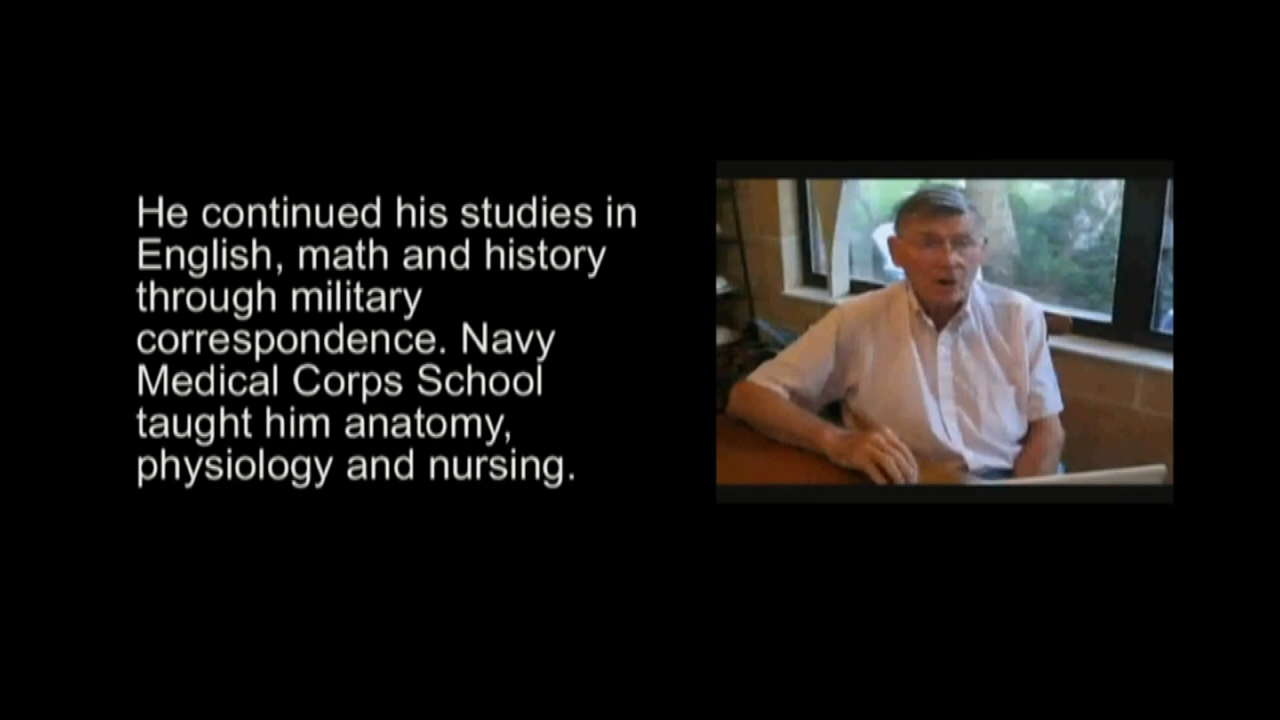 He continued his studies in
English, math and history
through military
correspondence. Navy
Medical Corps School
taught him anatomy,
physiology and nursing.